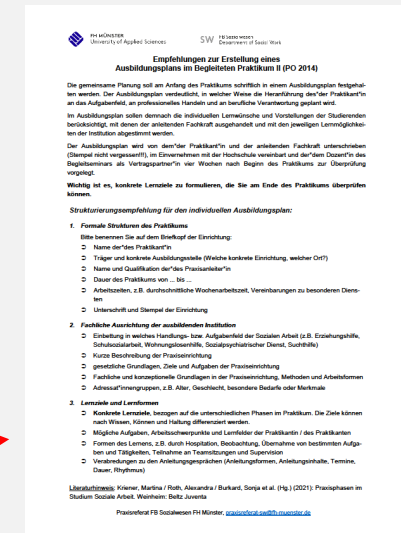 FH MÜNSTER
University of Applied Sciences
SW FB Sozialwesen
Department of Social Work
Empfehlungen zur Erstellung eines
Ausbildungsplans im Begleiteten Praktikum II (PO 2014)
Die gemeinsame Planung soll am Anfang des Praktikums schriftlich in einem Ausbildungsplan festgehal-
ten werden. Der Ausbildungsplan verdeutlicht, in welcher Weise die Heranführung des*der Praktikant*in
an das Aufgabenfeld, an professionelles Handeln und an berufliche Verantwortung geplant wird.
Im Ausbildungsplan sollen demnach die individuellen Lernwünsche und Vorstellungen der Studierenden
berücksichtigt, mit denen der anleitenden Fachkraft ausgehandelt und mit den jeweiligen Lernmöglichkei-
ten der Institution abgestimmt werden.
Der Ausbildungsplan wird von dem*der Praktikant*in und der anleitenden Fachkraft unterschrieben
(Stempel nicht vergessen!!!), im Einvernehmen mit der Hochschule vereinbart und der*dem Dozent*in des
Begleitseminars als Vertragspartner*in vier Wochen nach Beginn des Praktikums zur Überprüfung
vorgelegt.
Wichtig ist es, konkrete Lernziele zu formulieren, die Sie am Ende des Praktikums überprüfen
können.
Strukturierungsempfehlung für den individuellen Ausbildungsplan:
1. Formale Strukturen des Praktikums
Bitte benennen Sie auf dem Briefkopf der Einrichtung:
➲ Name der*des Praktikant*in
➲ Träger und konkrete Ausbildungsstelle (Welche konkrete Einrichtung, welcher Ort?)
➲ Name und Qualifikation der*des Praxisanleiter*in
➲ Dauer des Praktikums von ... bis ...
➲ Arbeitszeiten, z.B. durchschnittliche Wochenarbeitszeit, Vereinbarungen zu besonderen Diens-
ten
➲ Unterschrift und Stempel der Einrichtung
2. Fachliche Ausrichtung der ausbildenden Institution
➲ Einbettung in welches Handlungs- bzw. Aufgabenfeld der Sozialen Arbeit (z.B. Erziehungshilfe,
Schulsozialarbeit, Wohnungslosenhilfe, Sozialpsychiatrischer Dienst, Suchthilfe)
➲ Kurze Beschreibung der Praxiseinrichtung
➲ gesetzliche Grundlagen, Ziele und Aufgaben der Praxiseinrichtung
➲ Fachliche und konzeptionelle Grundlagen in der Praxiseinrichtung, Methoden und Arbeitsformen
➲ Adressat*innengruppen, z.B. Alter, Geschlecht, besondere Bedarfe oder Merkmale
3. Lernziele und Lernformen
➲ Konkrete Lernziele, bezogen auf die unterschiedlichen Phasen im Praktikum. Die Ziele können
nach Wissen, Können und Haltung differenziert werden.
➲ Mögliche Aufgaben, Arbeitsschwerpunkte und Lernfelder der Praktikantin / des Praktikanten
➲ Formen des Lernens, z.B. durch Hospitation, Beobachtung, Übernahme von bestimmten Aufga-
ben und Tätigkeiten, Teilnahme an Teamsitzungen und Supervision
➲ Verabredungen zu den Anleitungsgesprächen (Anleitungsformen, Anleitungsinhalte, Termine,
Dauer, Rhythmus)
Literaturhinweis: Kriener, Martina / Roth, Alexandra / Burkard, Sonja et al. (Hg.) (2021): Praxisphasen im
Studium Soziale Arbeit. Weinheim: Beltz Juventa
Praxisreferat FB Sozialwesen FH Münster, praxisreferat-sw@fh-muenster.de